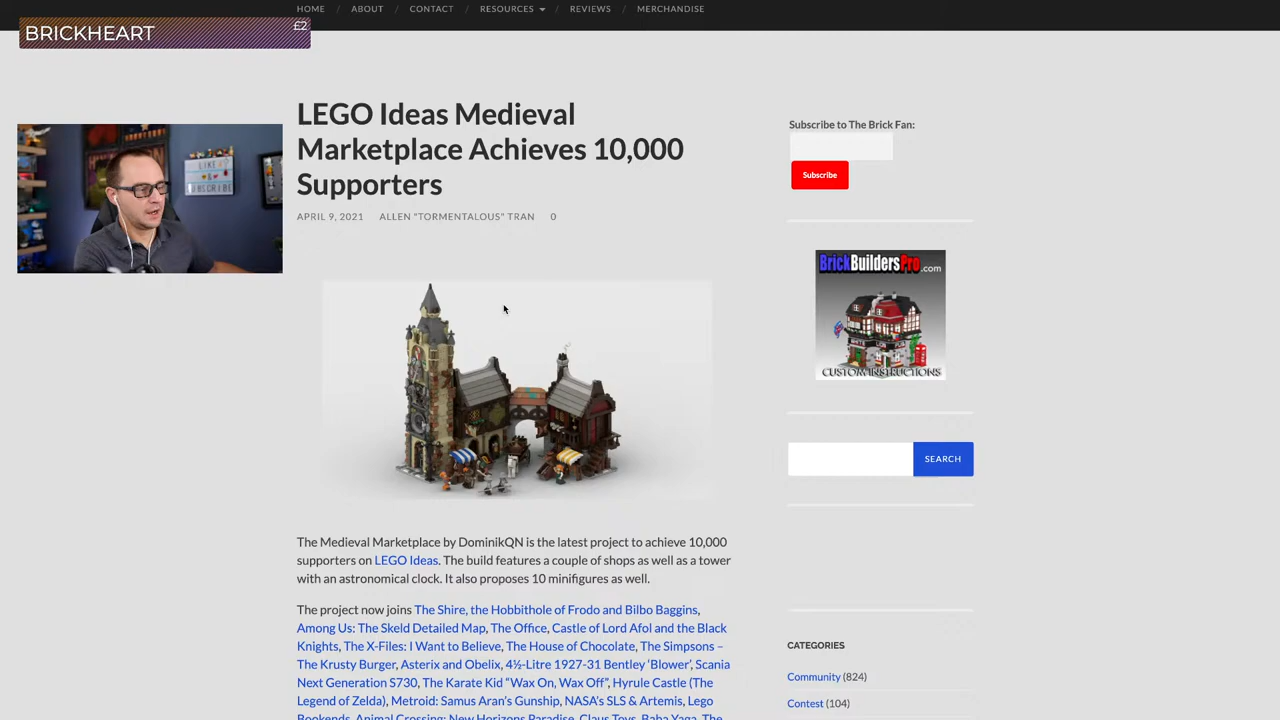 HOME / ABOUT / CONTACT / RESOURCES / REVIEWS / MERCHANDISE
BRICKHEART £2
LEGO Ideas Medieval
Marketplace Achieves 10,000
Supporters
APRIL 9, 2021 ALLEN "TORMENTALOUS" TRAN 0
LIKE
SUBSCRIBE
The Medieval Marketplace by DominikQN is the latest project to achieve 10,000
supporters on LEGO Ideas. The build features a couple of shops as well as a tower
with an astronomical clock. It also proposes 10 minifigures as well.
The project now joins The Shire, the Hobbithole of Frodo and Bilbo Baggins,
Among Us: The Skeld Detailed Map, The Office, Castle of Lord Afol and the Black
Knights, The X-Files: I Want to Believe, The House of Chocolate, The Simpsons –
The Krusty Burger, Asterix and Obelix, 4½-Litre 1927-31 Bentley ‘Blower’, Scania
Next Generation S730, The Karate Kid “Wax On, Wax Off”, Hyrule Castle (The
Legend of Zelda), Metroid: Samus Aran’s Gunship, NASA’s SLS & Artemis, Lego
Bookends, Animal Crossing: New Horizons Paradise, Claus Toys, Baba Yaga, The
Subscribe to The Brick Fan:
Subscribe
BrickBuildersPro.com
CUSTOM INSTRUCTIONS
SEARCH
CATEGORIES
Community (824)
Contest (104)